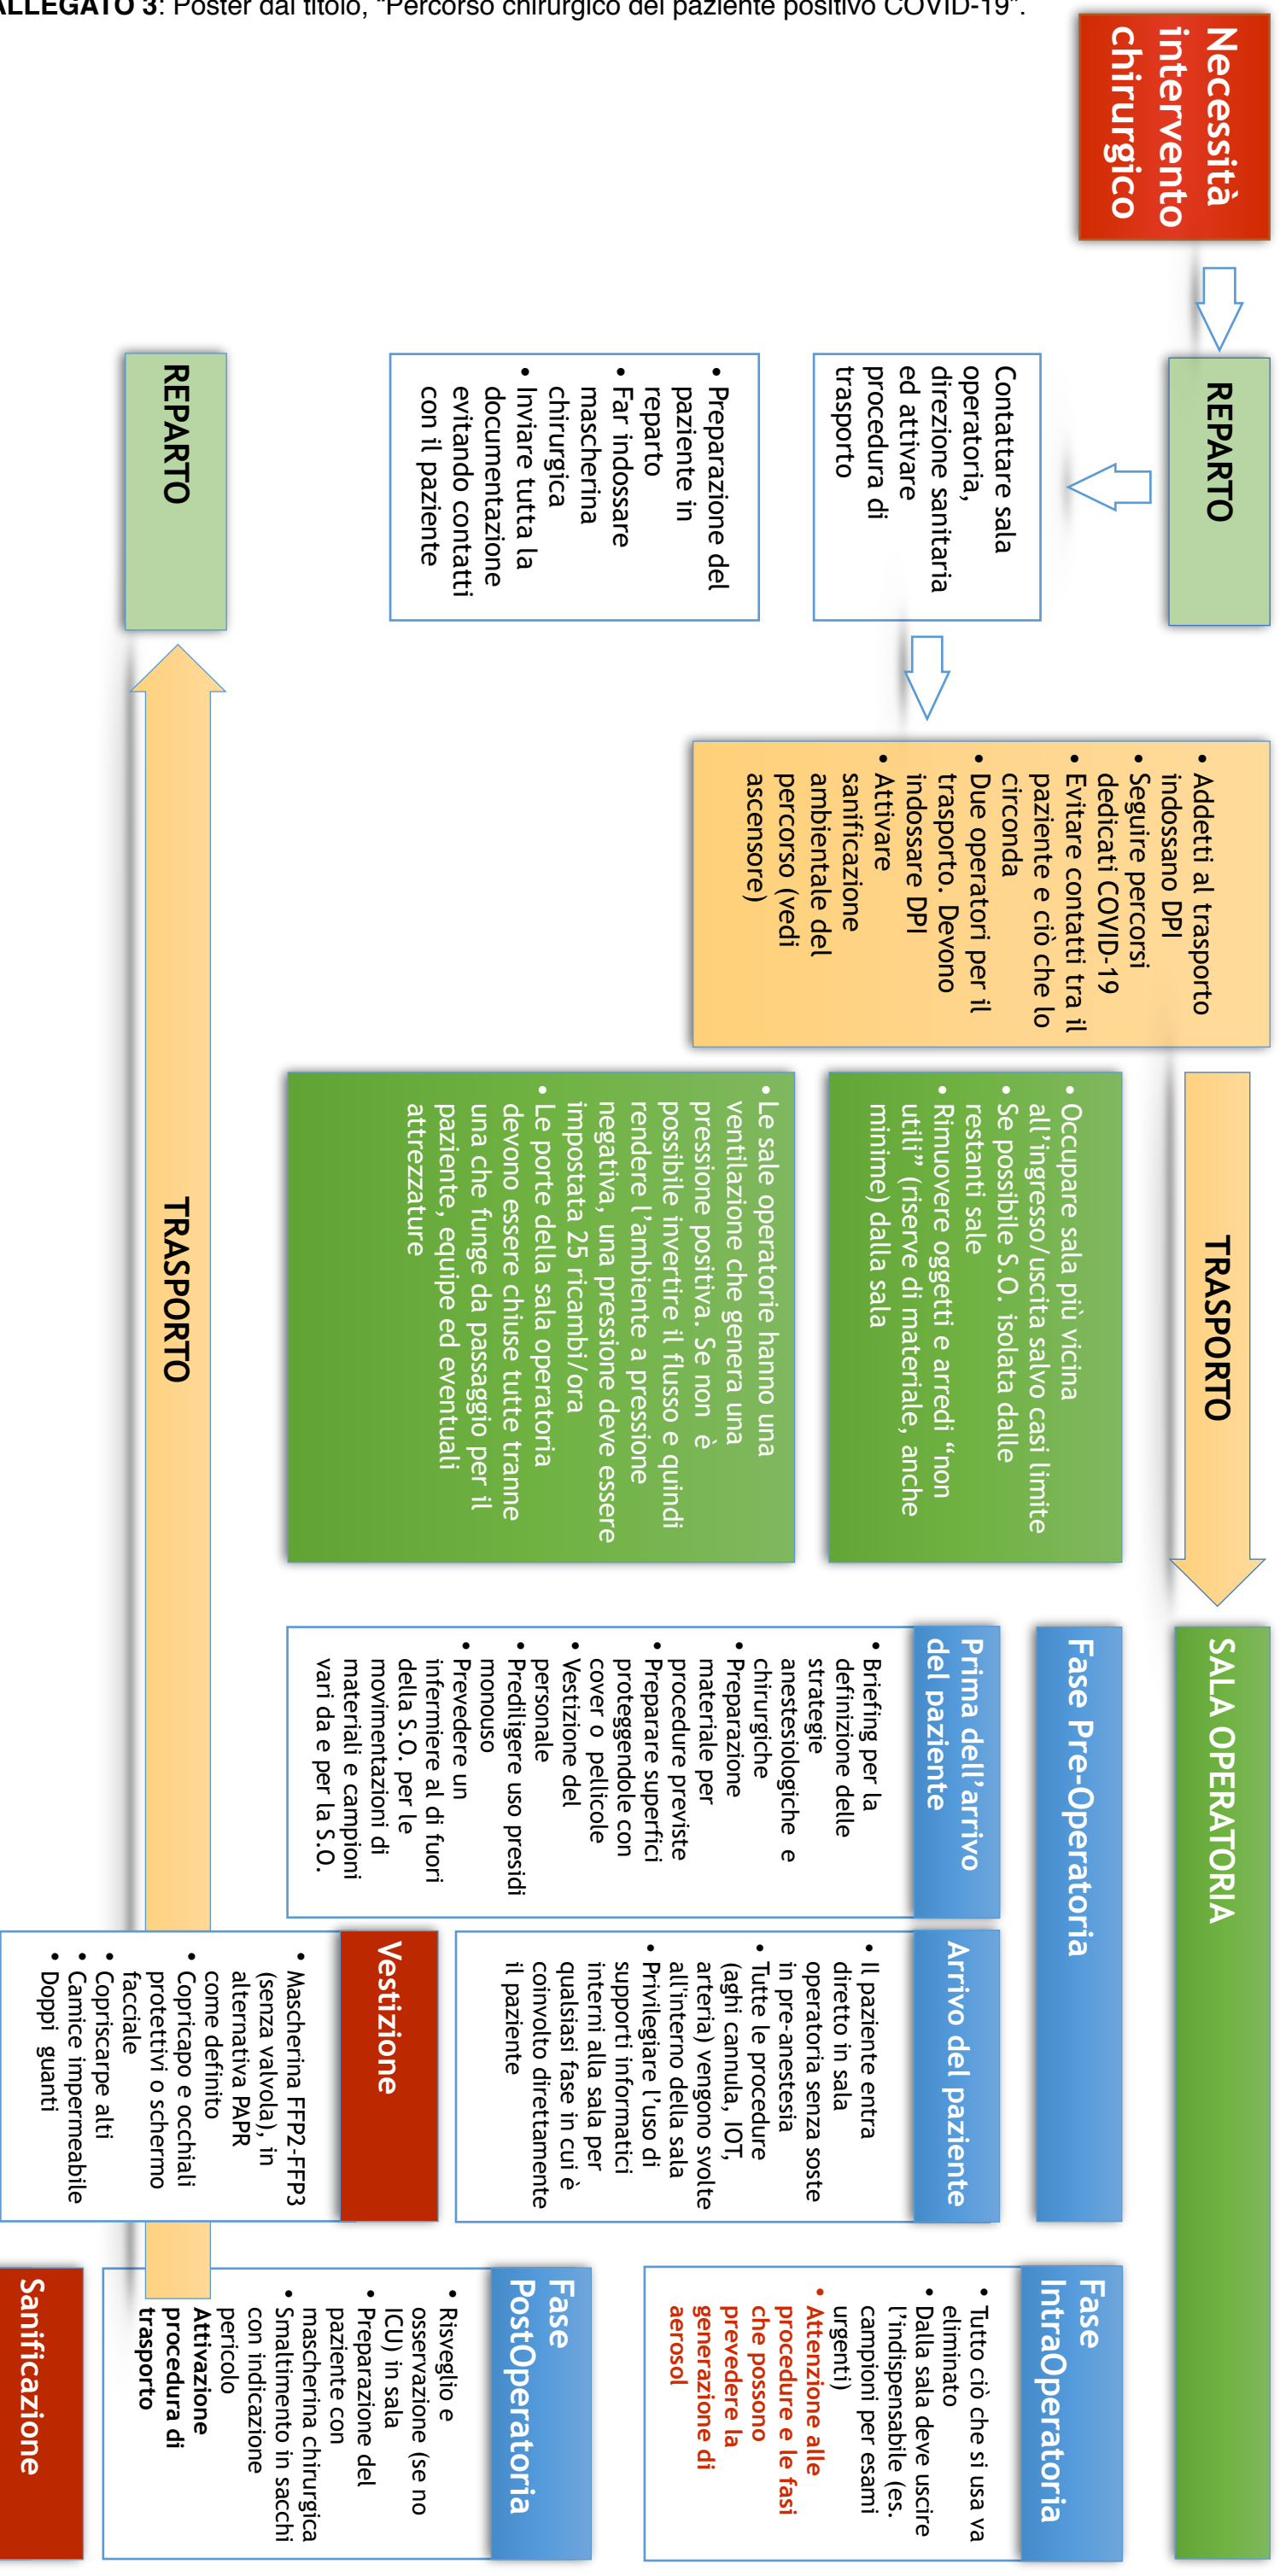 ALLEGATO 3: Poster dal titolo, “Percorso chirurgico del paziente positivo COVID-19”.
Necessità
intervento
chirurgico
REPARTO
Contattare sala
operatoria,
direzione sanitaria
ed attivare
procedura di
trasporto
• Preparazione del
paziente in
reparto
• Far indossare
mascherina
chirurgica
• Inviare tutta la
documentazione
evitando contatti
con il paziente
• Addetti al trasporto
indossano DPI
• Seguire percorsi
dedicati COVID-19
• Evitare contatti tra il
paziente e ciò che lo
circonda
• Due operatori per il
trasporto. Devono
indossare DPI
• Attivare
sanificazione
ambientale del
percorso (vedi
ascensore)
TRASPORTO
• Occupare sala più vicina
all’ingresso/uscita salvo casi limite
• Se possibile S.O. isolata dalle
restanti sale
• Rimuovere oggetti e arredi “non
utili” (riserve di materiale, anche
minime) dalla sala
• Le sale operatorie hanno una
ventilazione che genera una
pressione positiva. Se non è
possibile invertire il flusso e quindi
rendere l’ambiente a pressione
negativa, una pressione deve essere
impostata 25 ricambi/ora
• Le porte della sala operatoria
devono essere chiuse tutte tranne
una che funge da passaggio per il
paziente, equipe ed eventuali
attrezzature
SALA OPERATORIA
Fase Pre-Operatoria
Prima dell’arrivo
del paziente
• Briefing per la
definizione delle
strategie
anestesiologiche e
chirurgiche
• Preparazione
materiale per
procedure previste
• Preparare superfici
proteggendole con
cover o pellicole
• Vestizione del
personale
• Prediligere uso presidi
monouso
• Prevedere un
infermiere al di fuori
della S.O. per le
movimentazioni di
materiali e campioni
vari da e per la S.O.
Arrivo del paziente
• Il paziente entra
diretto in sala
operatoria senza soste
in pre-anestesia
• Tutte le procedure
(aghi cannula, IOT,
arteria) vengono svolte
all'interno della sala
• Privilegiare l’uso di
supporti informatici
interni alla sala per
qualsiasi fase in cui è
coinvolto direttamente
il paziente
Vestizione
• Mascherina FFP2-FFP3
(senza valvola), in
alternativa PAPR
come definito
• Copricapo e occhiali
protettivi o schermo
facciale
• Copriscarpe alti
• Camice impermeabile
• Doppi guanti
Fase
IntraOperatoria
• Tutto ciò che si usa va
eliminato
• Dalla sala deve uscire
l’indispensabile (es.
campioni per esami
urgenti)
• Attenzione alle
procedure e le fasi
che possono
prevedere la
generazione di
aerosol
Fase
PostOperatoria
• Risveglio e
osservazione (se no
ICU) in sala
• Preparazione del
paziente con
mascherina chirurgica
• Smaltimento in sacchi
con indicazione
pericolo
Attivazione
procedura di
trasporto
Sanificazione
TRASPORTO
REPARTO